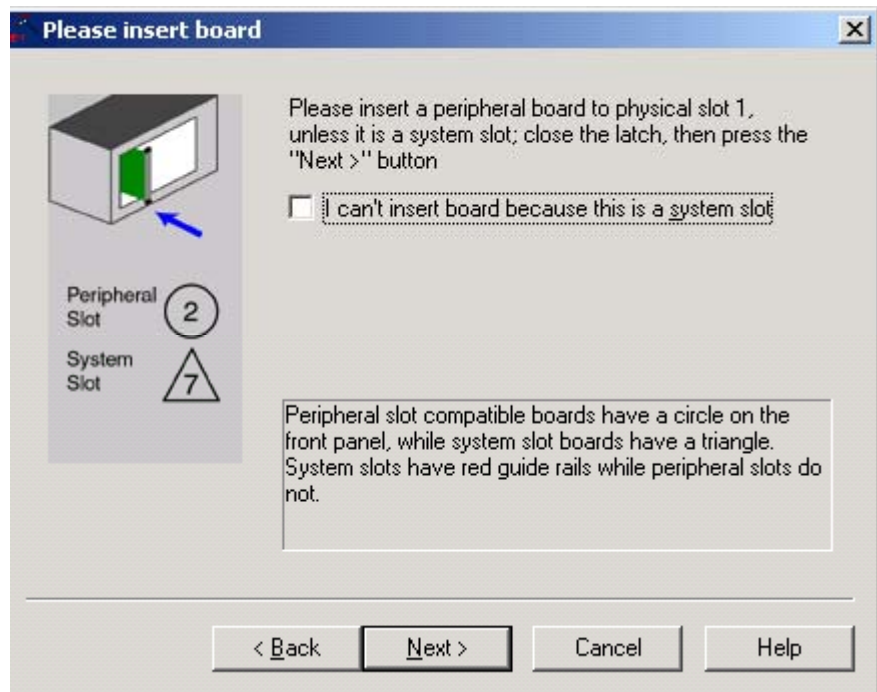 Please insert board
Please insert a peripheral board to physical slot 1,
unless it is a system slot; close the latch, then press the
"Next >" button
I can't insert board because this is a system slot
Peripheral
Slot
2
System
Slot
7
Peripheral slot compatible boards have a circle on the
front panel, while system slot boards have a triangle.
System slots have red guide rails while peripheral slots do
not.
< Back
Next >
Cancel
Help